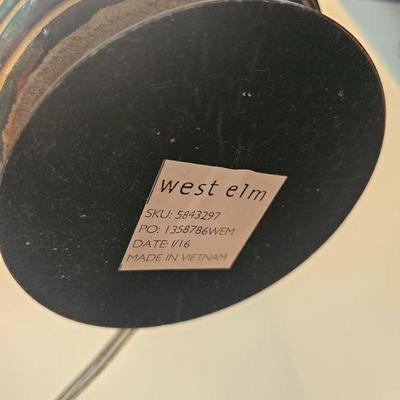 west elm
SKU: 5843297
PO: 1358786WEM
DATE: 1/16
MADE IN VIETNAM